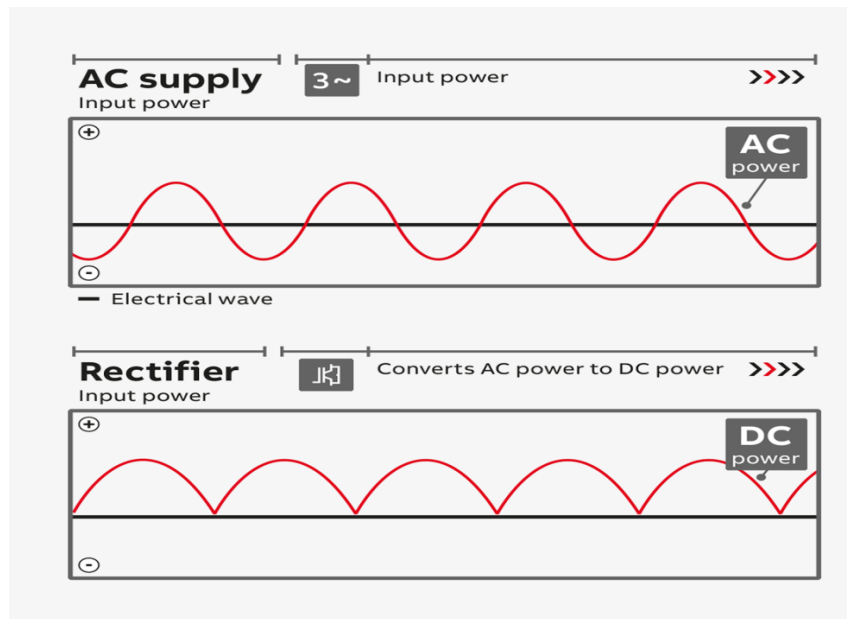 AC supply
Input power
3~
Input power
+
AC
power
-
Electrical wave
Rectifier
Input power
Converts AC power to DC power
+
DC
power
-